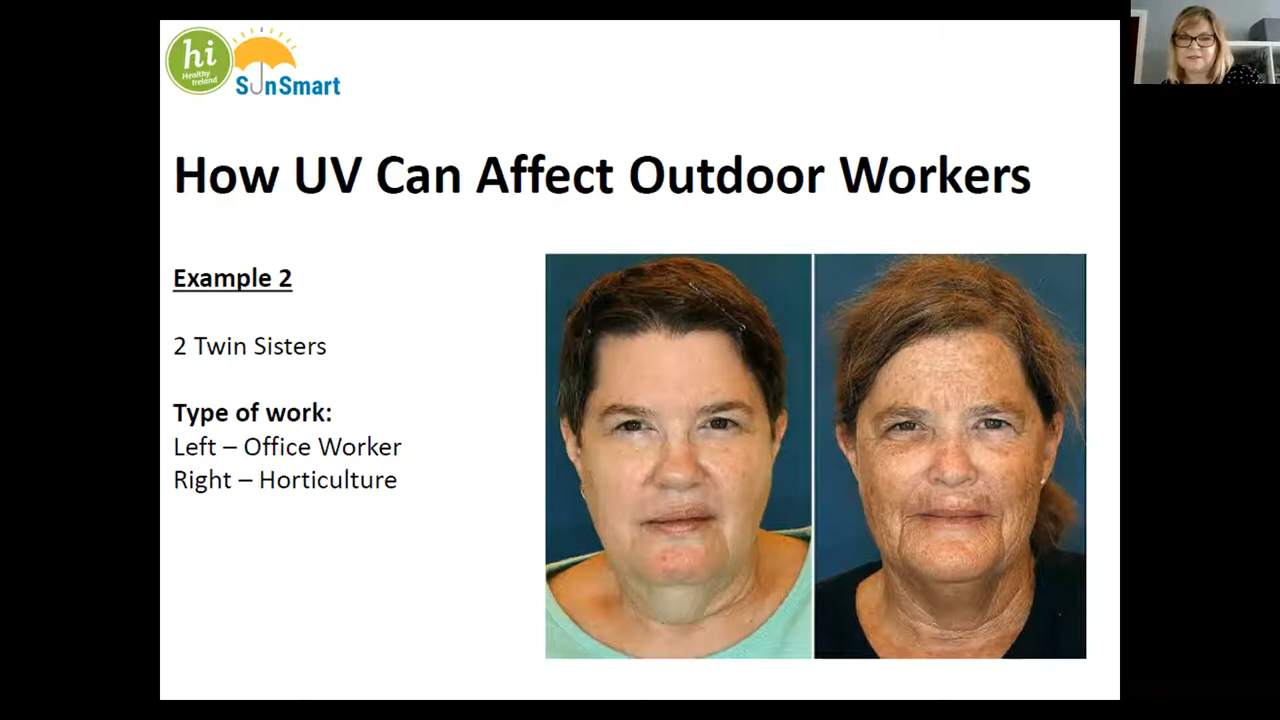 hi
Healthy
Ireland
SunSmart
How UV Can Affect Outdoor Workers
Example 2
2 Twin Sisters
Type of work:
Left – Office Worker
Right – Horticulture